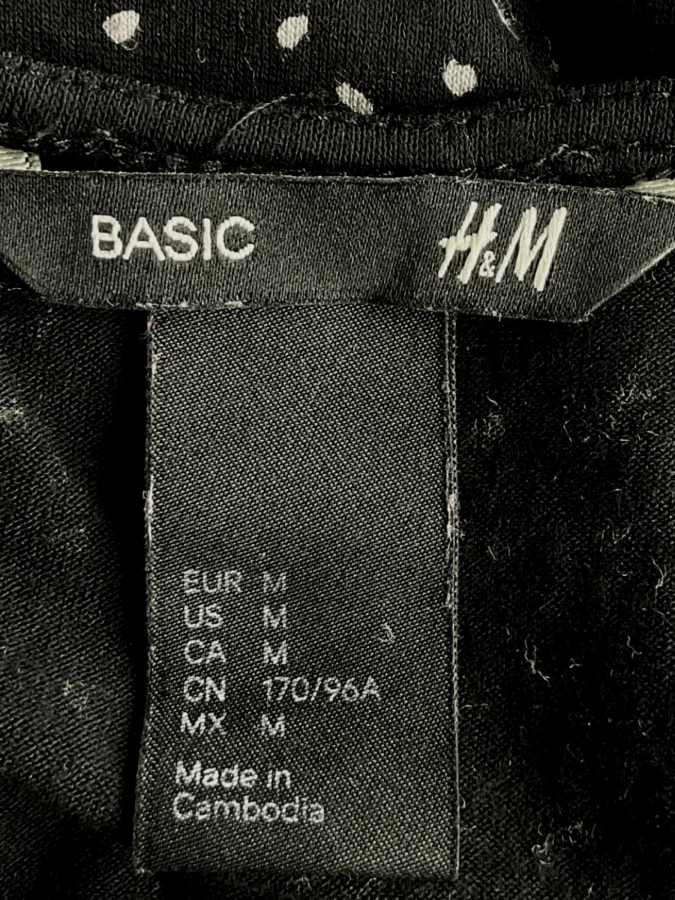 BASIC H&M
EUR M
US M
CA M
CN 170/96A
MX M
Made in
Cambodia